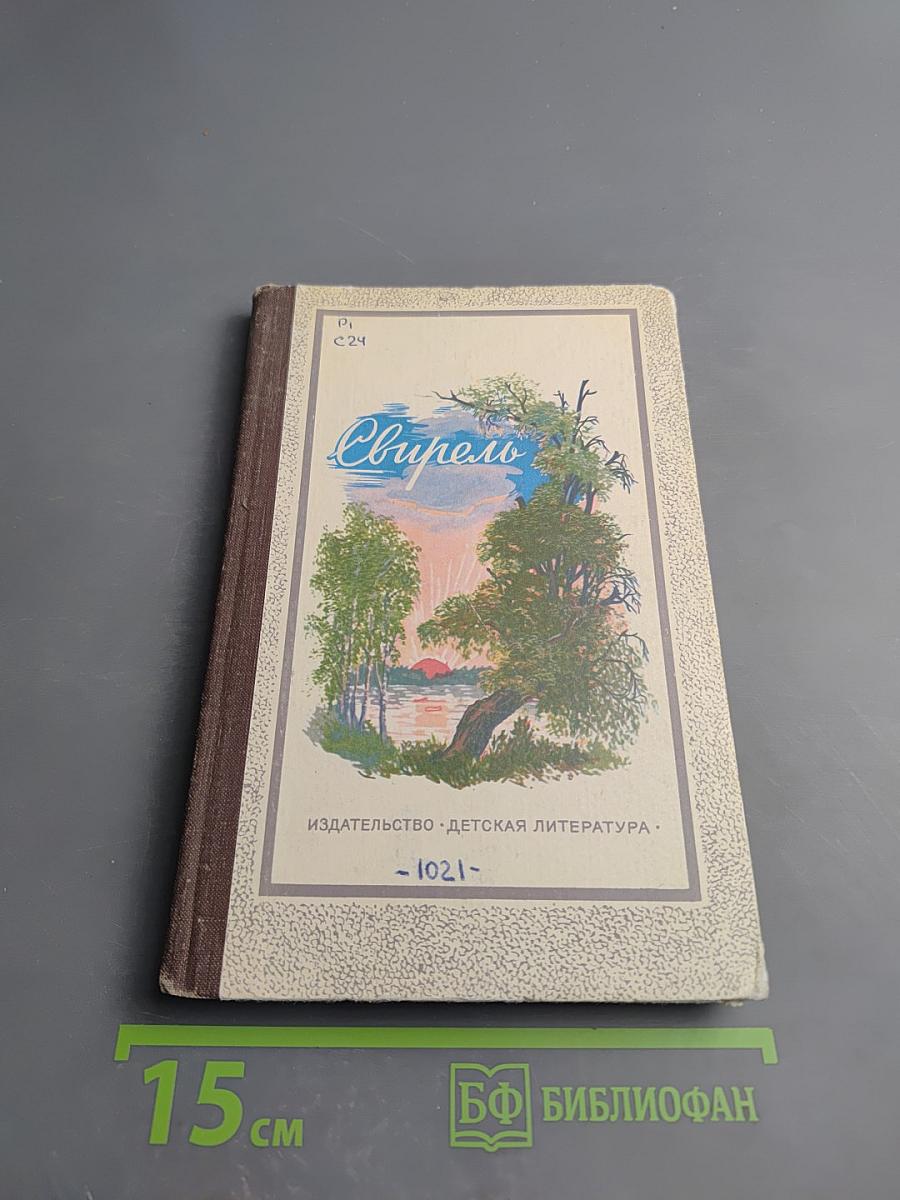 Р1
С24
Свирель
ИЗДАТЕЛЬСТВО · ДЕТСКАЯ ЛИТЕРАТУРА ·
-1021-
15 см
БФ БИБЛИОФАН